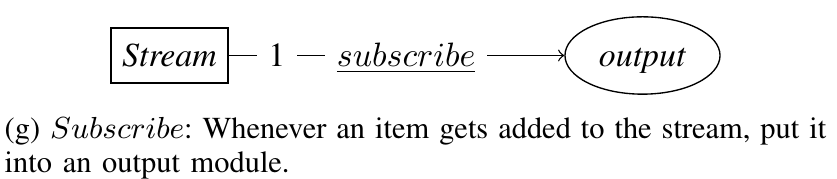 Stream 1 subscribe output
(g) Subscribe: Whenever an item gets added to the stream, put it
into an output module.